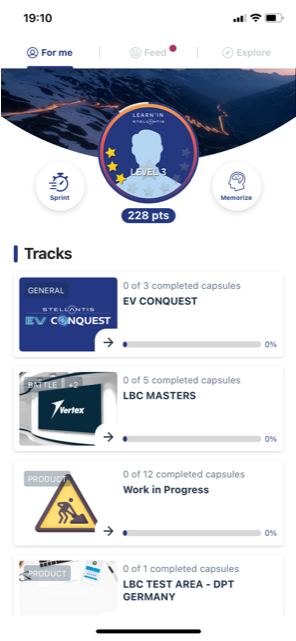 19:10
For me
Feed
Explore
LEARN'IN
STELLANTIS
LEVEL 3
Sprint
Memorize
228 pts
Tracks
GENERAL
STELLANTIS
EV CONQUEST
0 of 3 completed capsules
EV CONQUEST
0%
BATTLE +2
Vertex
0 of 5 completed capsules
LBC MASTERS
0%
PRODUCT
0 of 12 completed capsules
Work in Progress
0%
PRODUCT
0 of 1 completed capsules
LBC TEST AREA - DPT
GERMANY